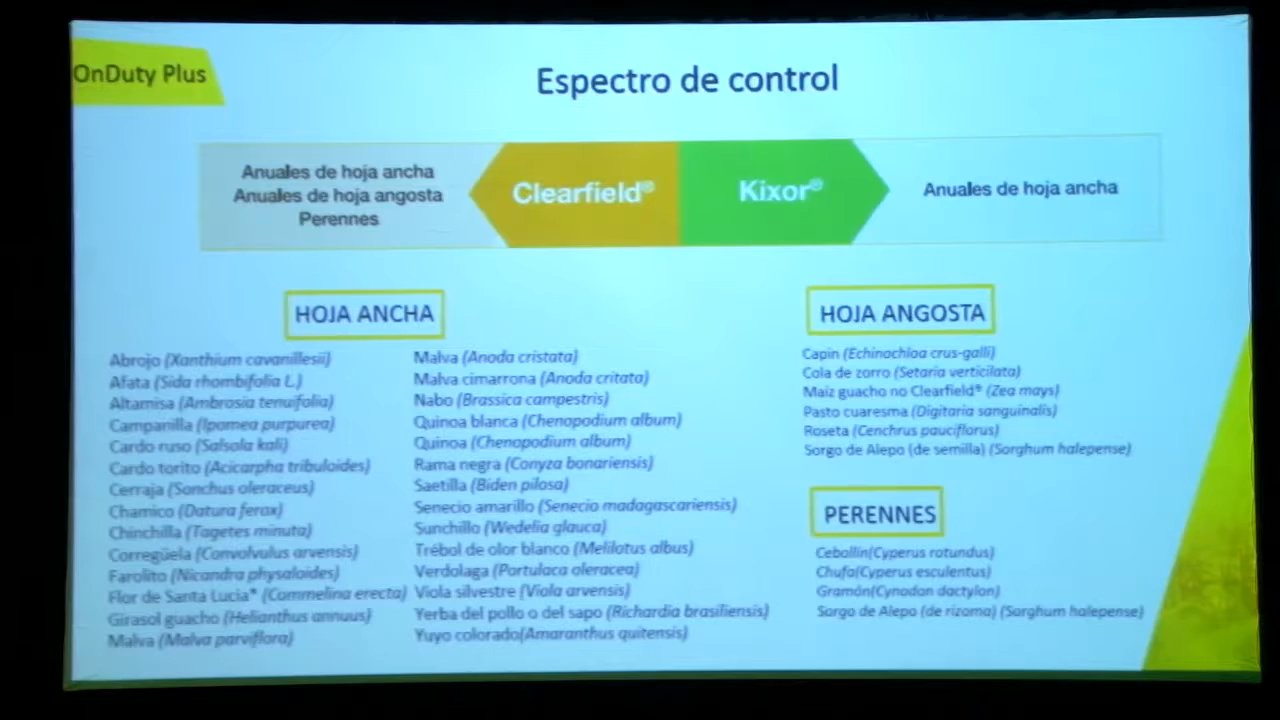 OnDuty Plus
Espectro de control
Anuales de hoja ancha
Anuales de hoja angosta
Perennes
Clearfield®
Kixor®
Anuales de hoja ancha
HOJA ANCHA
Abrojo (Xanthium cavanillesii)
Afata (Sida rhombifolia L.)
Altamisa (Ambrosia tenuifolia)
Campanilla (Ipomea purpurea)
Cardo ruso (Salsola kali)
Cardo torito (Acicarpha tribuloides)
Cerraja (Sonchus oleraceus)
Chamico (Datura ferox)
Chinchilla (Tagetes minuta)
Corregüela (Convolvulus arvensis)
Farolito (Nicandra physaloides)
Flor de Santa Lucia* (Commelina erecta)
Girasol guacho (Helianthus annuus)
Malva (Malva parviflora)
Malva (Anoda cristata)
Malva cimarrona (Anoda critata)
Nabo (Brassica campestris)
Quinoa blanca (Chenopodium album)
Quinoa (Chenopodium album)
Rama negra (Conyza bonariensis)
Saetilla (Biden pilosa)
Senecio amarillo (Senecio madagascariensis)
Sunchillo (Wedelia glauca)
Trébol de olor blanco (Melilotus albus)
Verdolaga (Portulaca oleracea)
Viola silvestre (Viola arvensis)
Yerba del pollo o del sapo (Richardia brasiliensis)
Yuyo colorado(Amaranthus quitensis)
HOJA ANGOSTA
Capin (Echinochloa crus-galli)
Cola de zorro (Setaria verticilata)
Maiz guacho no Clearfield® (Zea mays)
Pasto cuaresma (Digitaria sanguinalis)
Roseta (Cenchrus pauciflorus)
Sorgo de Alepo (de semilla) (Sorghum halepense)
PERENNES
Cebollin(Cyperus rotundus)
Chufa(Cyperus esculentus)
Gramón(Cynodon dactylon)
Sorgo de Alepo (de rizoma) (Sorghum halepense)